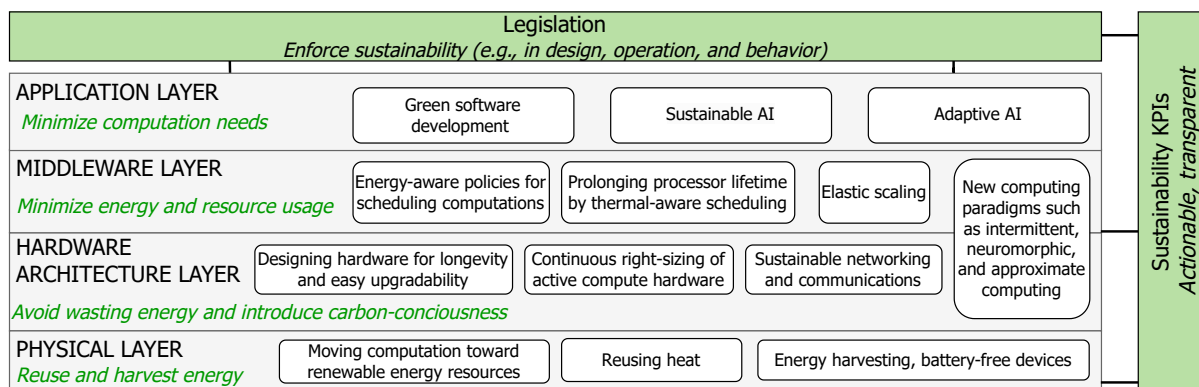 Legislation
Enforce sustainability (e.g., in design, operation, and behavior)
APPLICATION LAYER
Minimize computation needs
Green software
development
Sustainable AI
Adaptive AI
MIDDLEWARE LAYER
Minimize energy and resource usage
Energy-aware policies for
scheduling computations
Prolonging processor lifetime
by thermal-aware scheduling
Elastic scaling
New computing
paradigms such
as intermittent,
neuromorphic,
and approximate
computing
HARDWARE
ARCHITECTURE LAYER
Avoid wasting energy and introduce carbon-conciousness
Designing hardware for longevity
and easy upgradability
Continuous right-sizing of
active compute hardware
Sustainable networking
and communications
PHYSICAL LAYER
Reuse and harvest energy
Moving computation toward
renewable energy resources
Reusing heat
Energy harvesting, battery-free devices
Sustainability KPIs
Actionable, transparent